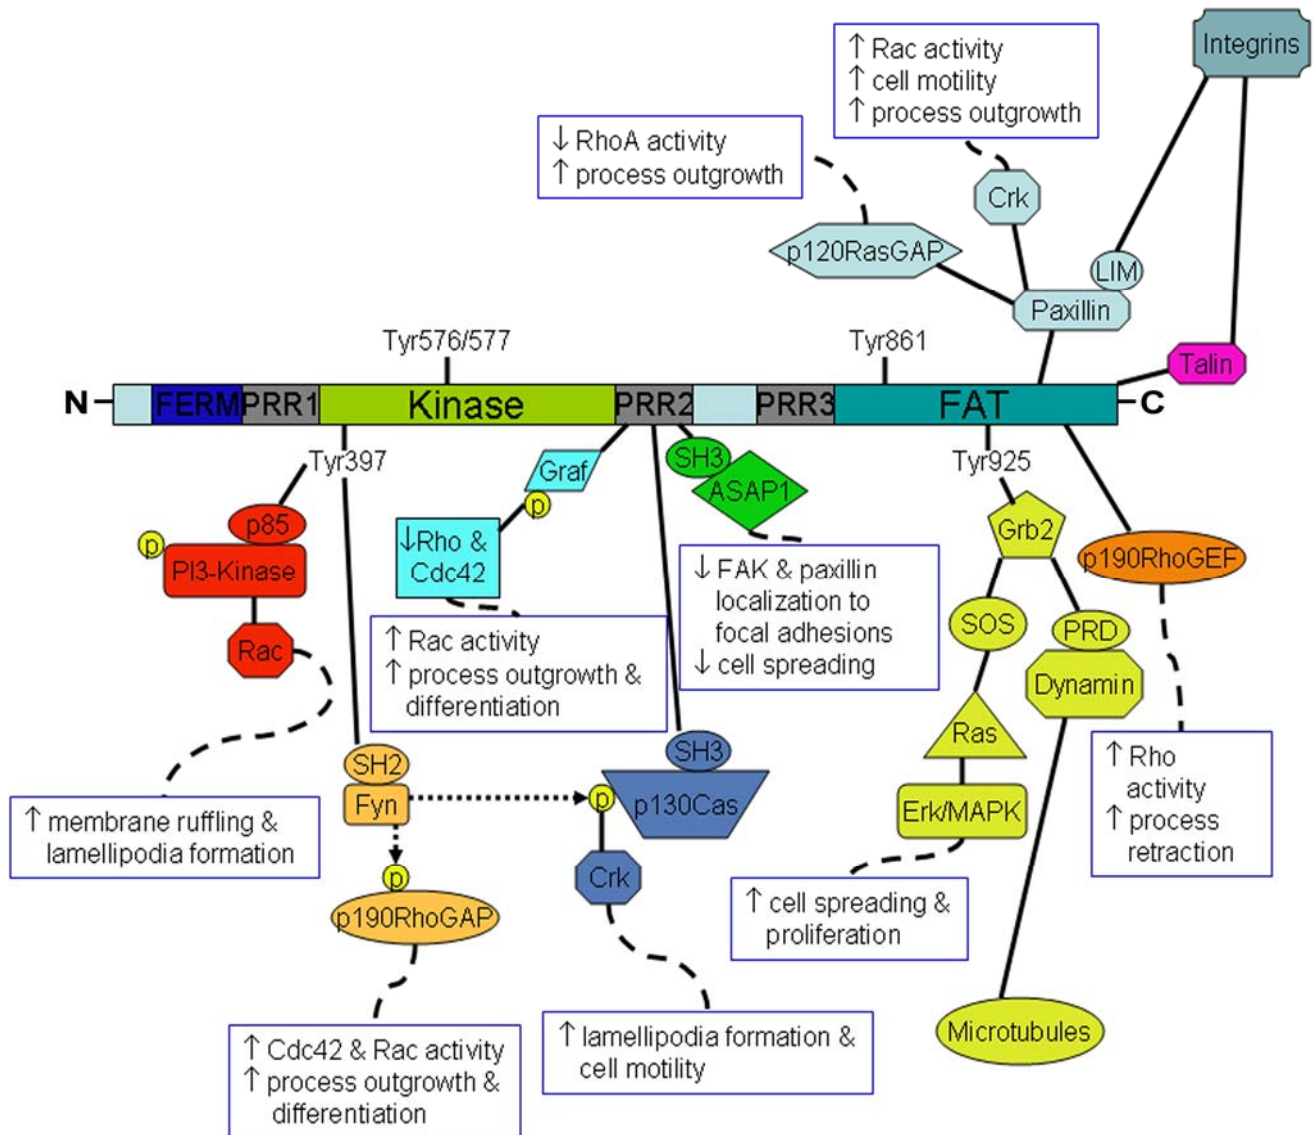 Integrins
↑ Rac activity
↑ cell motility
↑ process outgrowth
↓ RhoA activity
↑ process outgrowth
Crk
p120RasGAP
LIM
Paxillin
Talin
Tyr576/577
Tyr861
N
FERM
PRR1
Kinase
PRR2
PRR3
FAT
C
Tyr397
Graf
p
SH3
ASAP1
Tyr925
p85
p
PI3-Kinase
Rac
↓Rho &
Cdc42
↑ Rac activity
↑ process outgrowth &
differentiation
↓ FAK & paxillin
localization to
focal adhesions
↓ cell spreading
Grb2
p190RhoGEF
SOS
PRD
Dynamin
Ras
Erk/MAPK
↑ Rho
activity
↑ process
retraction
SH2
Fyn
SH3
p
p130Cas
Crk
↑ membrane ruffling &
lamellipodia formation
p
p190RhoGAP
↑ cell spreading &
proliferation
↑ Cdc42 & Rac activity
↑ process outgrowth &
differentiation
↑ lamellipodia formation &
cell motility
Microtubules